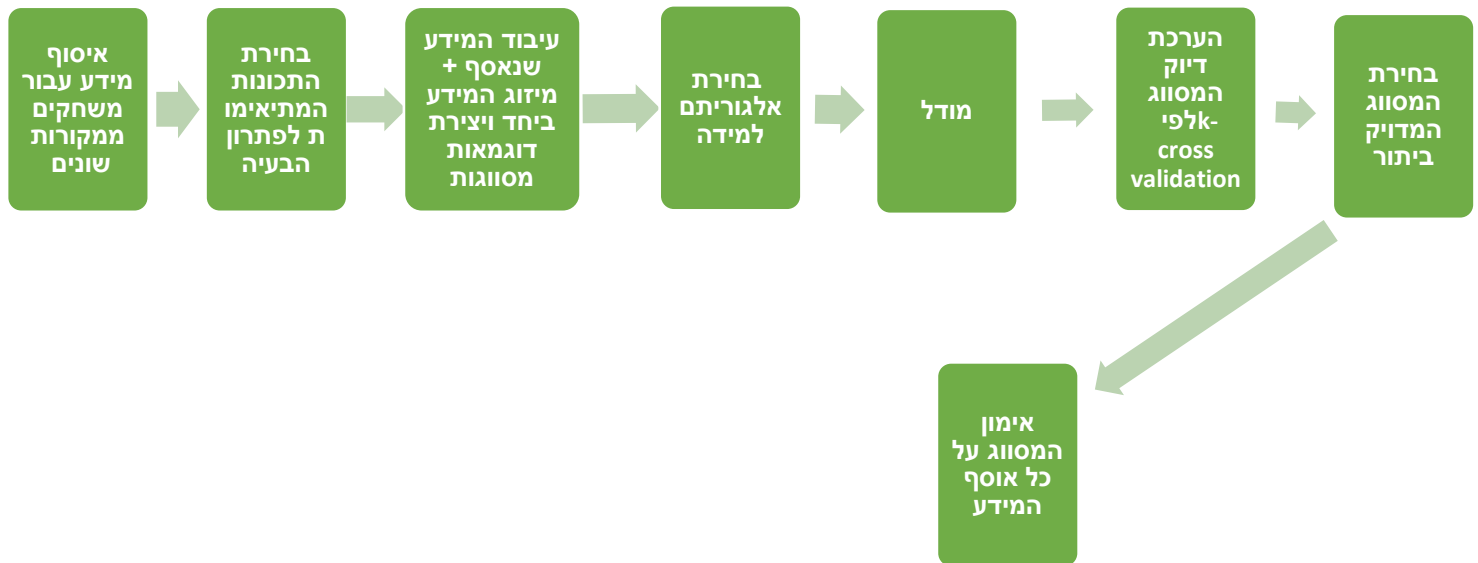 איסוף
מידע עבור
משחקים
ממקורות
שונים
בחירת
התכונות
המתיאימו
ת לפתרון
הבעיה
עיבוד המידע
שנאסף +
מיזוג המידע
ביחד ויצירת
דוגמאות
מסווגות
בחירת
אלגוריתם
למידה
מודל
הערכת
דיוק
המסווג
לפיk-
cross
validation
בחירת
המסווג
המדויק
ביתור
אימון
המסווג על
כל אוסף
המידע